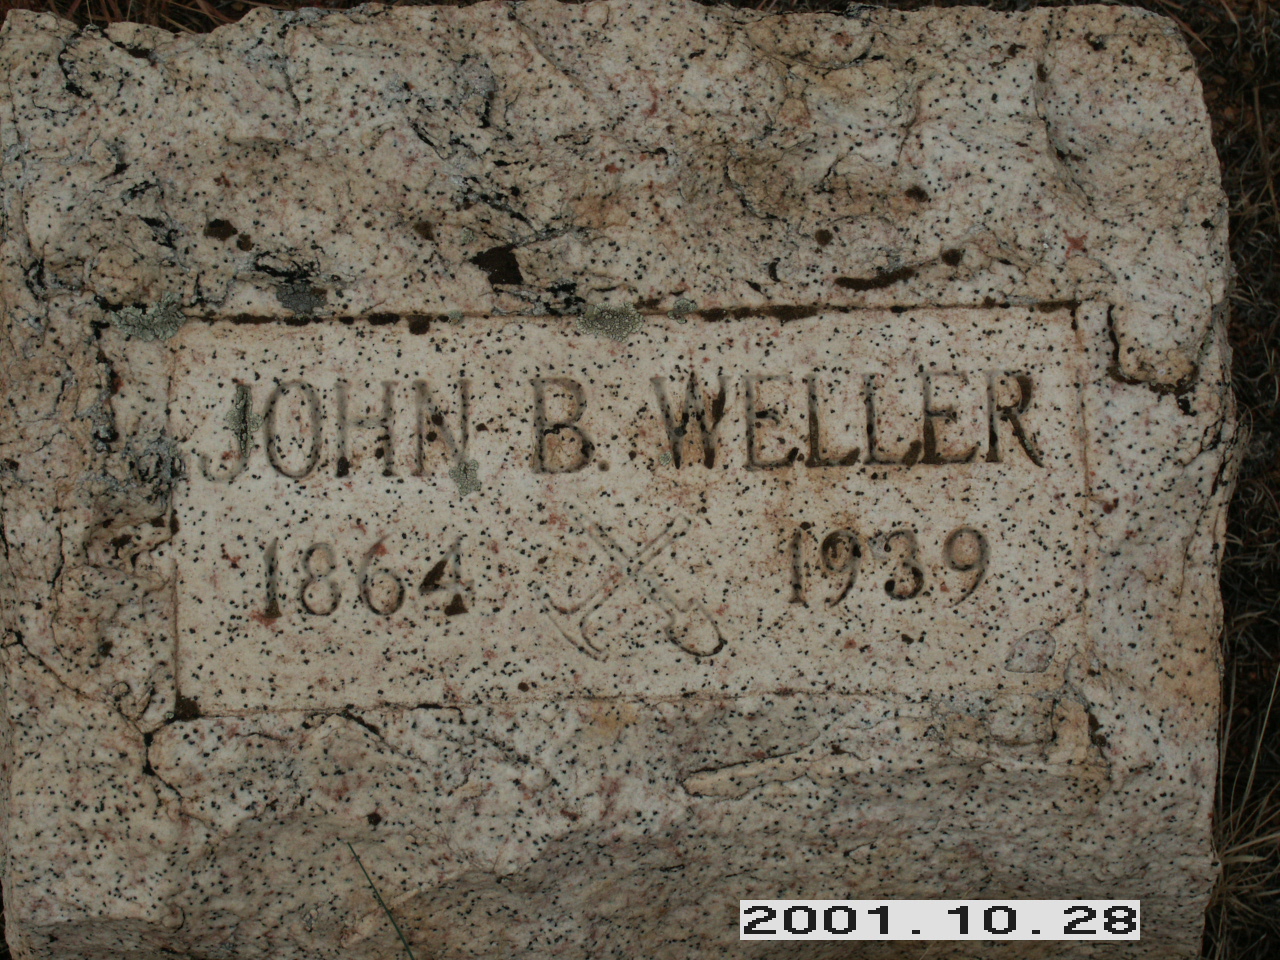 JOHN B. WELLER
1864 1939
2001.10.28